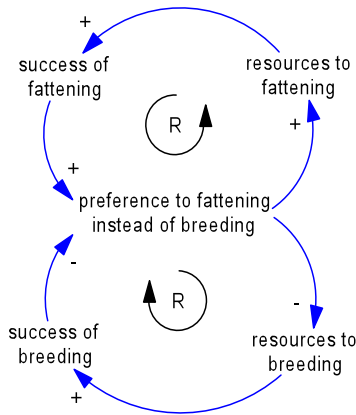 +
success of
fattening
resources to
fattening
R
+
+
preference to fattening
instead of breeding
-
-
R
success of
breeding
resources to
breeding
+